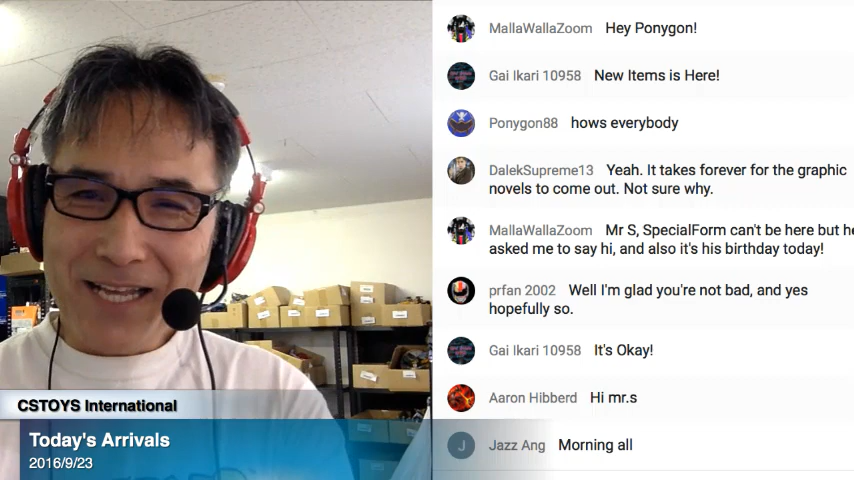 MallaWallaZoom Hey Ponygon!
Gai Ikari 10958 New Items is Here!
Ponygon88 hows everybody
DalekSupreme13 Yeah. It takes forever for the graphic
novels to come out. Not sure why.
MallaWallaZoom Mr S, SpecialForm can't be here but he
asked me to say hi, and also it's his birthday today!
prfan 2002 Well I'm glad you're not bad, and yes
hopefully so.
Gai Ikari 10958 It's Okay!
Aaron Hibberd Hi mr.s
J Jazz Ang Morning all
CSTOYS International
Today's Arrivals
2016/9/23